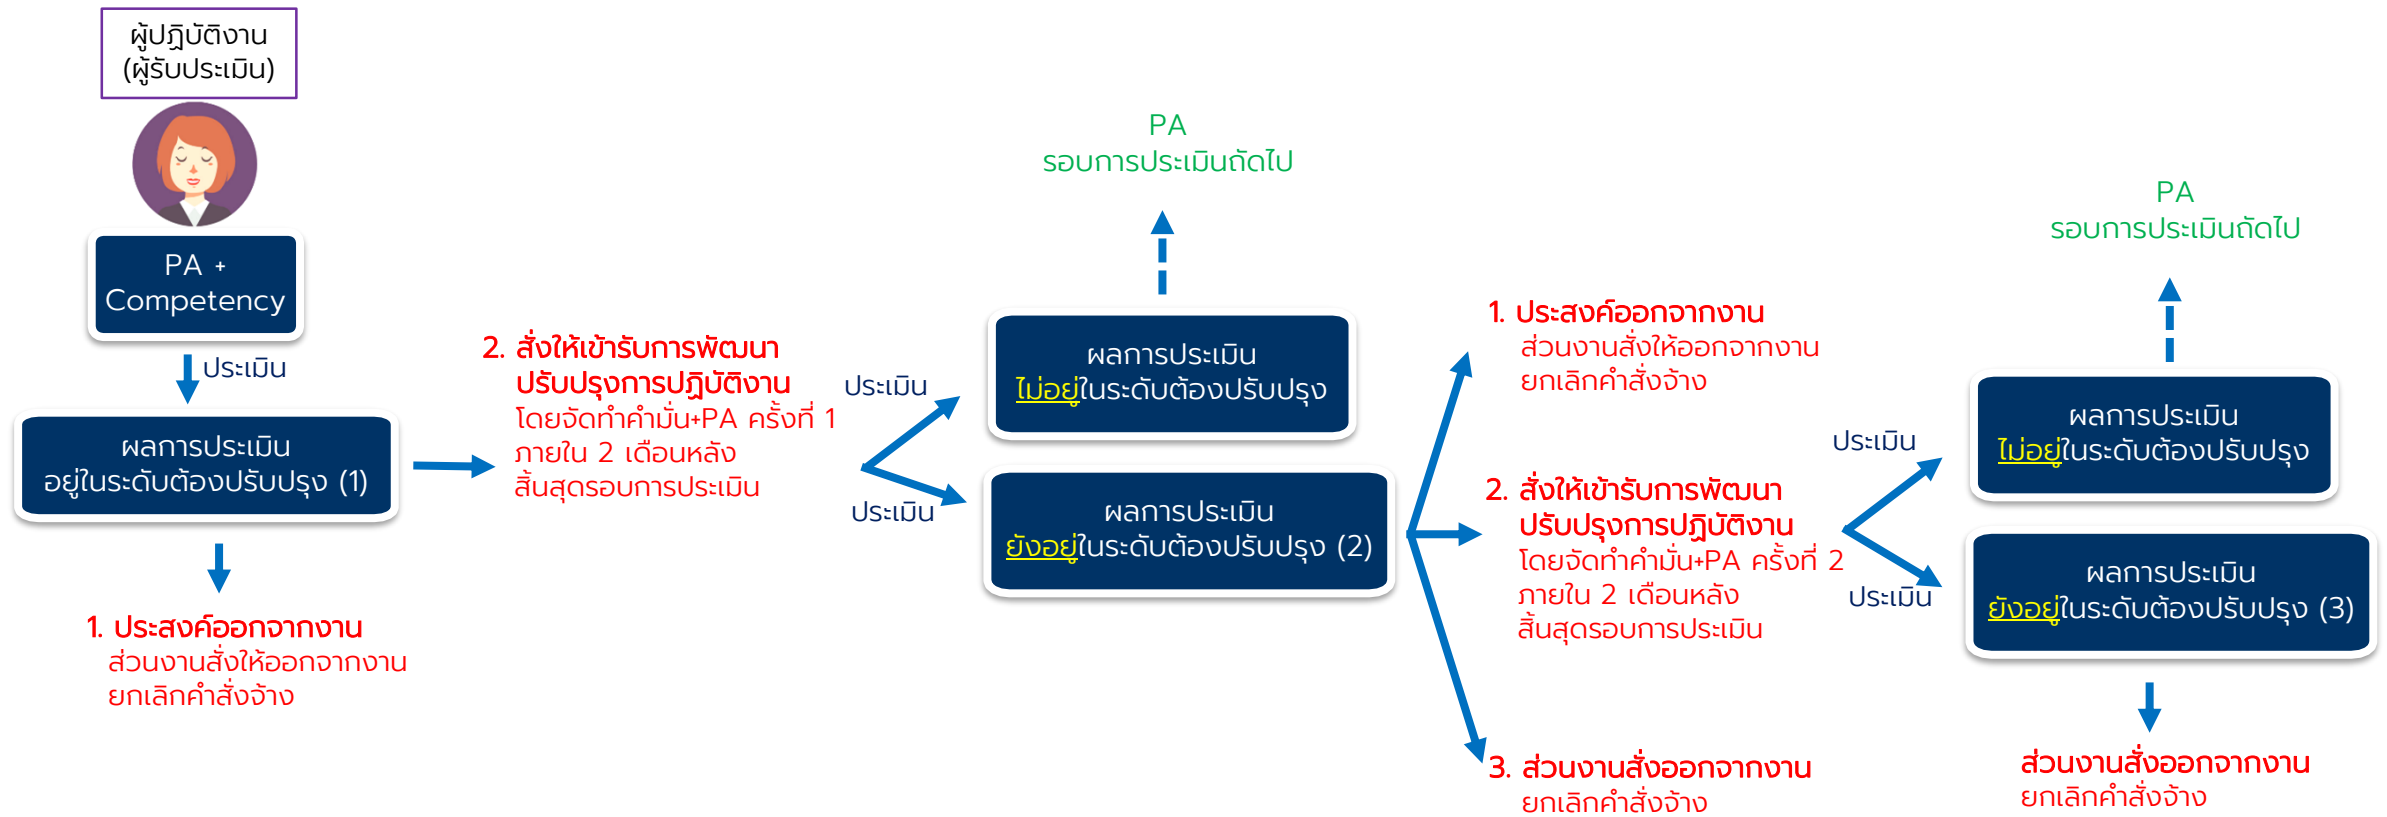 ผู้ปฏิบัติงาน
(ผู้รับประเมิน)
PA +
Competency
ประเมิน
ผลการประเมิน
อยู่ในระดับต้องปรับปรุง (1)
1. ประสงค์ออกจากงาน
ส่วนงานสั่งให้ออกจากงาน
ยกเลิกคำสั่งจ้าง
2. สั่งให้เข้ารับการพัฒนา
ปรับปรุงการปฏิบัติงาน
โดยจัดทำคำมั่น+PA ครั้งที่ 1
ภายใน 2 เดือนหลัง
สิ้นสุดรอบการประเมิน
ประเมิน
ประเมิน
PA
รอบการประเมินถัดไป
ผลการประเมิน
ไม่อยู่ในระดับต้องปรับปรุง
ผลการประเมิน
ยังอยู่ในระดับต้องปรับปรุง (2)
1. ประสงค์ออกจากงาน
ส่วนงานสั่งให้ออกจากงาน
ยกเลิกคำสั่งจ้าง
2. สั่งให้เข้ารับการพัฒนา
ปรับปรุงการปฏิบัติงาน
โดยจัดทำคำมั่น+PA ครั้งที่ 2
ภายใน 2 เดือนหลัง
สิ้นสุดรอบการประเมิน
3. ส่วนงานสั่งออกจากงาน
ยกเลิกคำสั่งจ้าง
ประเมิน
ประเมิน
PA
รอบการประเมินถัดไป
ผลการประเมิน
ไม่อยู่ในระดับต้องปรับปรุง
ผลการประเมิน
ยังอยู่ในระดับต้องปรับปรุง (3)
ส่วนงานสั่งออกจากงาน
ยกเลิกคำสั่งจ้าง